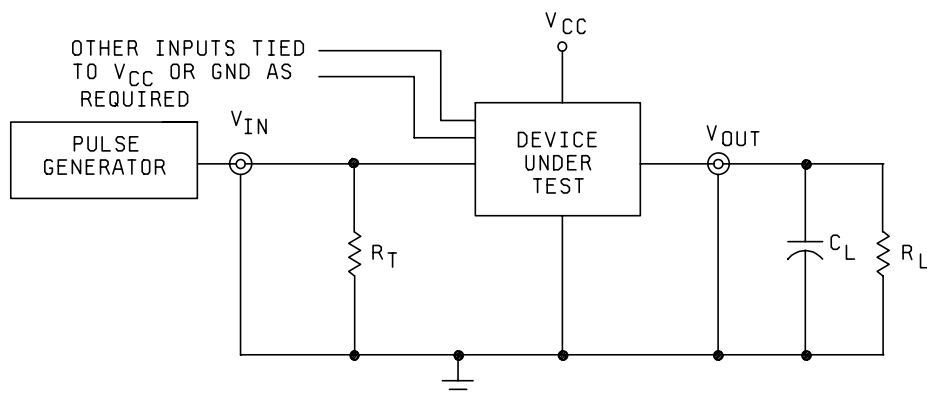 VCC
OTHER INPUTS TIED
TO VCC OR GND AS
REQUIRED
VIN
PULSE
GENERATOR
DEVICE
UNDER
TEST
VOUT
RT
CL
RL